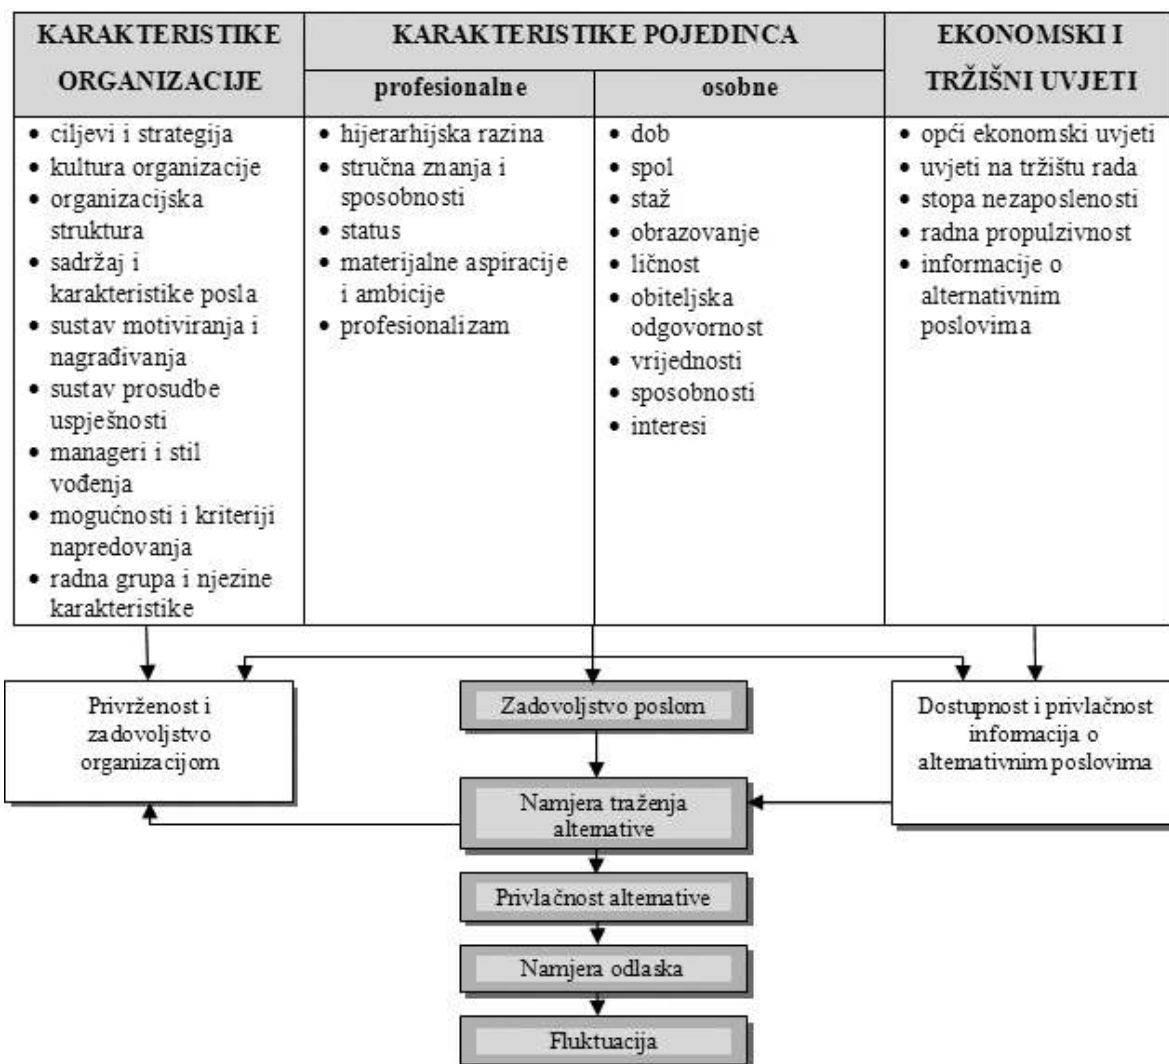 KARAKTERISTIKE
ORGANIZACIJE
KARAKTERISTIKE POJEDINCA
profesionalne
osobne
EKONOMSKI I
TRŽIŠNI UVJETI
• ciljevi i strategija
• kultura organizacije
• organizacijska
struktura
• sadržaj i
karakteristike posla
• sustav motiviranja i
nagrađivanja
• sustav prosudbe
uspješnosti
• manageri i stil
vođenja
• mogućnosti i kriteriji
napredovanja
• radna grupa i njezine
karakteristike
• hijerarhijska razina
• stručna znanja i
sposobnosti
• status
• materijalne aspiracije
i ambicije
• profesionalizam
• dob
• spol
• staž
• obrazovanje
• ličnost
• obiteljska
odgovornost
• vrijednosti
• sposobnosti
• interesi
• opći ekonomski uvjeti
• uvjeti na tržištu rada
• stopa nezaposlenosti
• radna propulzivnost
• informacije o
alternativnim
poslovima
Privrženost i
zadovoljstvo
organizacijom
Zadovoljstvo poslom
Dostupnost i privlačnost
informacija o
alternativnim poslovima
Namjera traženja
alternative
Privlačnost alternative
Namjera odlaska
Fluktuacija